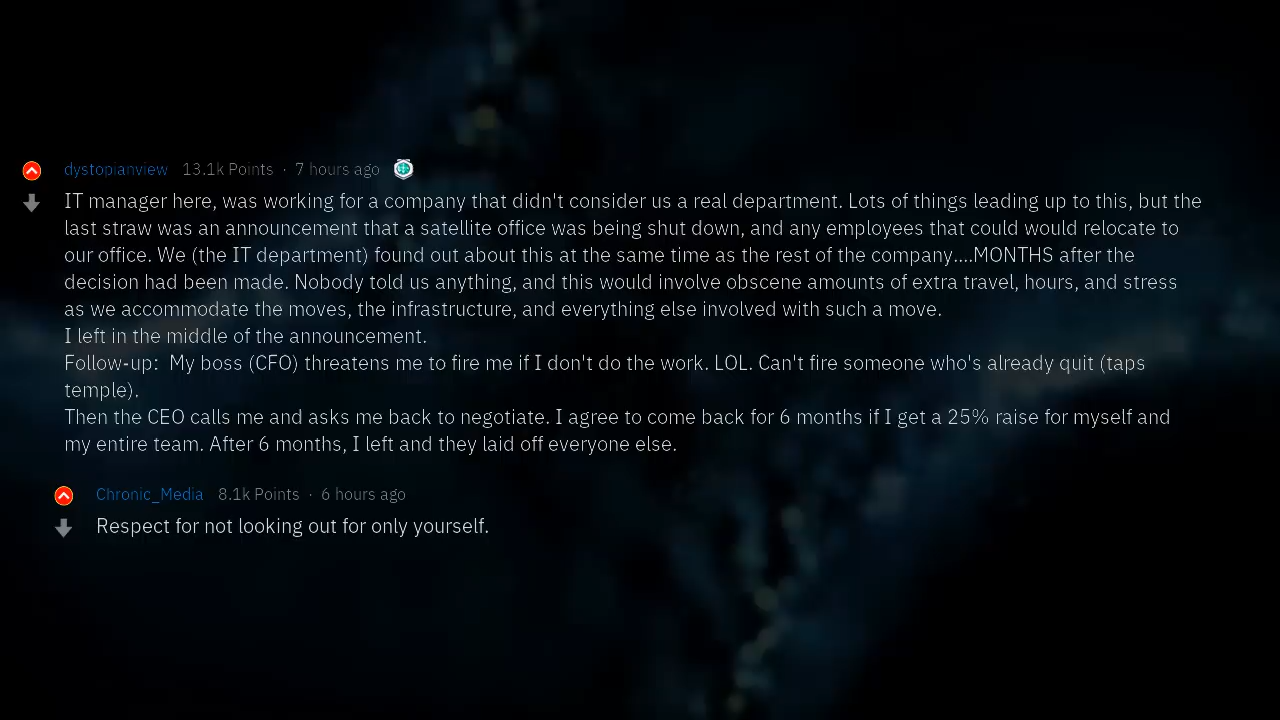 dystopianview 13.1k Points · 7 hours ago
IT manager here, was working for a company that didn't consider us a real department. Lots of things leading up to this, but the
last straw was an announcement that a satellite office was being shut down, and any employees that could would relocate to
our office. We (the IT department) found out about this at the same time as the rest of the company....MONTHS after the
decision had been made. Nobody told us anything, and this would involve obscene amounts of extra travel, hours, and stress
as we accommodate the moves, the infrastructure, and everything else involved with such a move.
I left in the middle of the announcement.
Follow-up:  My boss (CFO) threatens me to fire me if I don't do the work. LOL. Can't fire someone who's already quit (taps
temple).
Then the CEO calls me and asks me back to negotiate. I agree to come back for 6 months if I get a 25% raise for myself and
my entire team. After 6 months, I left and they laid off everyone else.
Chronic_Media 8.1k Points · 6 hours ago
Respect for not looking out for only yourself.